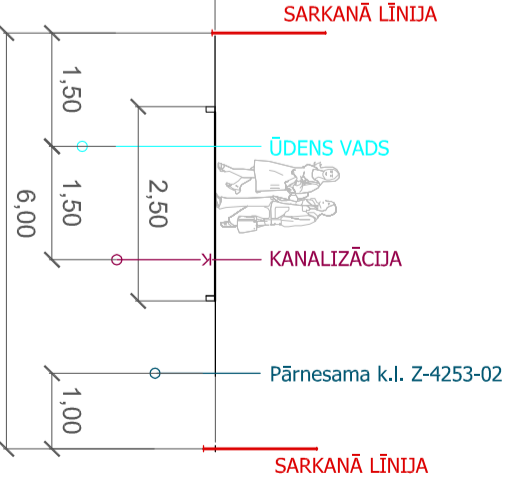 SARKANĀ LĪNIJA
1,50
ŪDENS VADS
1,50
2,50
6,00
K
KANALIZĀCIJA
Pārnesama k.l. Z-4253-02
1,00
SARKANĀ LĪNIJA